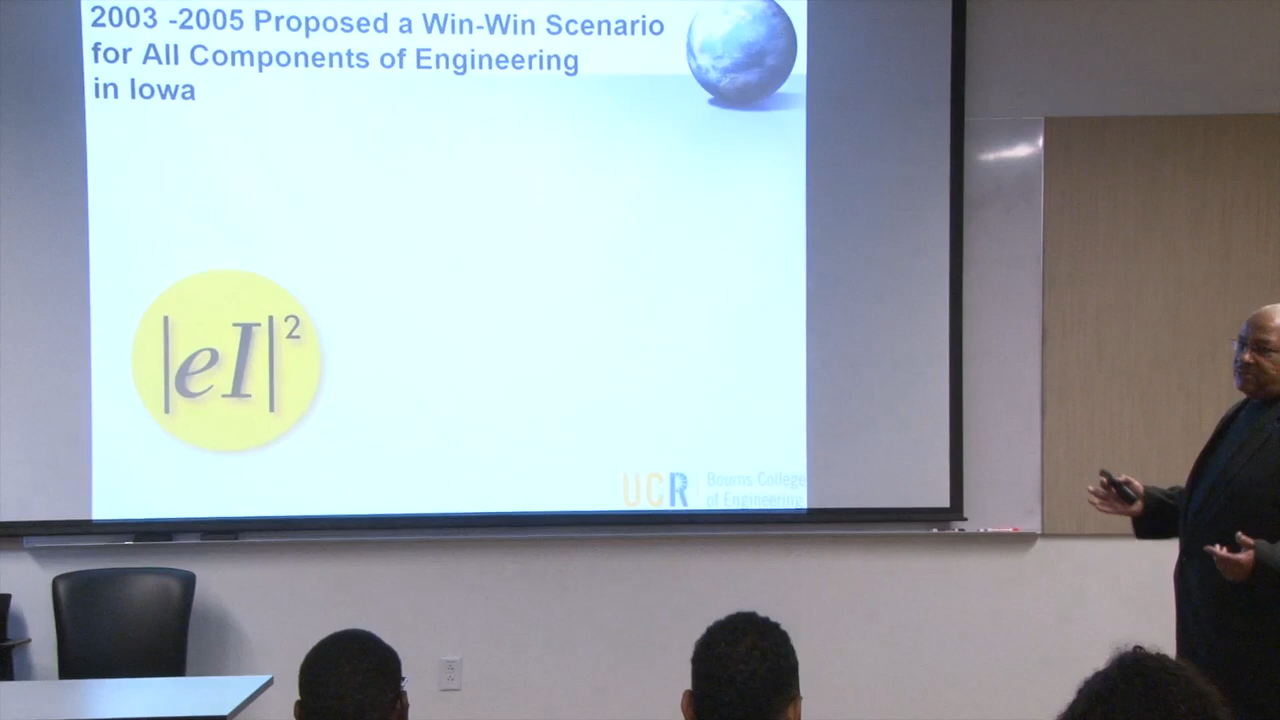 2003 -2005 Proposed a Win-Win Scenario
for All Components of Engineering
in Iowa
|eI|²
UCR
Bourns College
of Engineering